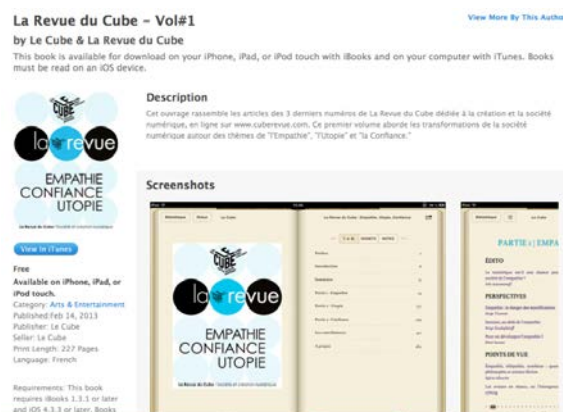 La Revue du Cube – Vol#1
View More By This Autho
by Le Cube & La Revue du Cube
This book is available for download on your iPhone, iPad, or iPod touch with iBooks and on your computer with iTunes. Books
must be read on an iOS device.
CUBE
la revue
EMPATHIE
CONFIANCE
UTOPIE
View in iTunes
Free
Available on iPhone, iPad, or
iPod touch.
Category: Arts & Entertainment
Published: Feb 14, 2013
Publisher: Le Cube
Seller: Le Cube
Print Length: 227 Pages
Language: French
Requirements: This book
requires iBooks 1.3.1 or later
and iOS 4.3.3 or later. Books
Description
Cet ouvrage rassemble les articles des 3 derniers numéros de La Revue du Cube dédiée à la création et la société
numérique, en ligne sur www.cuberevue.com. Ce premier volume aborde les transformations de la société
numérique autour des thèmes de "l'Empathie", "l'Utopie" et "la Confiance."
Screenshots
CUBE
la revue
EMPATHIE
CONFIANCE
UTOPIE
Préface
Introduction
Sommaire
PARTIE 1 | EMPA
ÉDITO
PERSPECTIVES
POINTS DE VUE